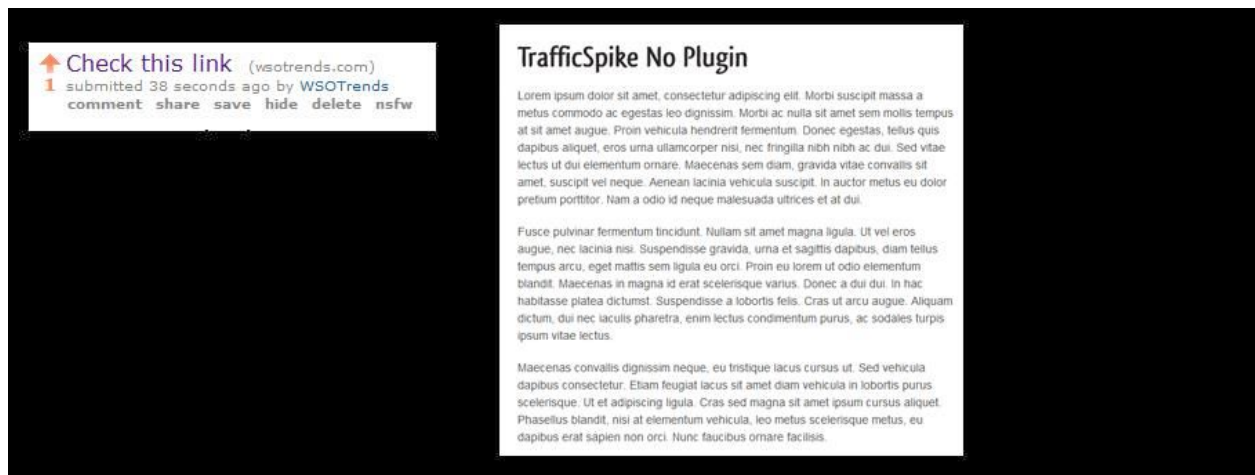 Check this link (wsotrends.com)
1 submitted 38 seconds ago by WSOTrends
comment share save hide delete nsfw
TrafficSpike No Plugin
Lorem ipsum dolor sit amet, consectetur adipiscing elit. Morbi suscipit massa a
metus commodo ac egestas leo dignissim. Morbi ac nulla sit amet sem mollis tempus
at sit amet augue. Proin vehicula hendrerit fermentum. Donec egestas, tellus quis
dapibus aliquet, eros urna ullamcorper nisi, nec fringilla nibh nibh ac dui. Sed vitae
lectus ut dui elementum ornare. Maecenas sem diam, gravida vitae convallis sit
amet, suscipit vel neque. Aenean lacinia vehicula suscipit. In auctor metus eu dolor
pretium porttitor. Nam a odio id neque malesuada ultrices et at dui.
Fusce pulvinar fermentum tincidunt. Nullam sit amet magna ligula. Ut vel eros
augue, nec lacinia nisi. Suspendisse gravida, urna et sagittis dapibus, diam tellus
tempus arcu, eget mattis sem ligula eu orci. Proin eu lorem ut odio elementum
blandit. Maecenas in magna id erat scelerisque varius. Donec a dui dui. In hac
habitasse platea dictumst. Suspendisse a lobortis felis. Cras ut arcu augue. Aliquam
dictum, dui nec iaculis pharetra, enim lectus condimentum purus, ac sodales turpis
ipsum vitae lectus.
Maecenas convallis dignissim neque, eu tristique lacus cursus ut. Sed vehicula
dapibus consectetur. Etiam feugiat lacus sit amet diam vehicula in lobortis purus
scelerisque. Ut et adipiscing ligula. Cras sed magna sit amet ipsum cursus aliquet.
Phasellus blandit, nisi at elementum vehicula, leo metus scelerisque metus, eu
dapibus erat sapien non orci. Nunc faucibus ornare facilisis.